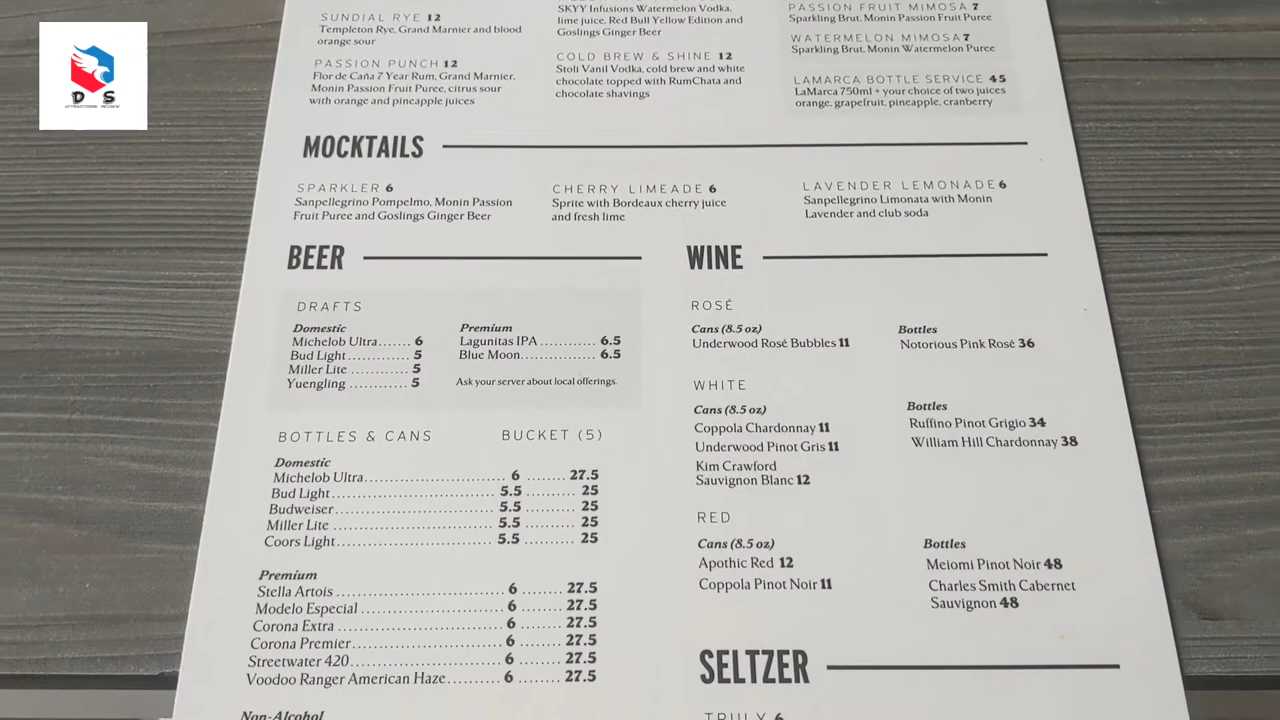 D S
ATTRACTIONS REVIEW
SUNDIAL RYE 12
Templeton Rye, Grand Marnier and blood
orange sour
PASSION PUNCH 12
Flor de Caña 7 Year Rum, Grand Marnier,
Monin Passion Fruit Puree, citrus sour
with orange and pineapple juices
SKYY Infusions Watermelon Vodka,
lime juice, Red Bull Yellow Edition and
Goslings Ginger Beer
COLD BREW & SHINE 12
Stoli Vanil Vodka, cold brew and white
chocolate topped with RumChata and
chocolate shavings
PASSION FRUIT MIMOSA 7
Sparkling Brut, Monin Passion Fruit Puree
WATERMELON MIMOSA 7
Sparkling Brut, Monin Watermelon Puree
LAMARCA BOTTLE SERVICE 45
LaMarca 750ml + your choice of two juices
orange, grapefruit, pineapple, cranberry
MOCKTAILS
SPARKLER 6
Sanpellegrino Pompelmo, Monin Passion
Fruit Puree and Goslings Ginger Beer
CHERRY LIMEADE 6
Sprite with Bordeaux cherry juice
and fresh lime
LAVENDER LEMONADE 6
Sanpellegrino Limonata with Monin
Lavender and club soda
BEER
DRAFTS
Domestic
Michelob Ultra....... 6
Bud Light............ 5
Miller Lite ........... 5
Yuengling ........... 5
Premium
Lagunitas IPA ........... 6.5
Blue Moon............... 6.5
Ask your server about local offerings.
BOTTLES & CANS BUCKET (5)
Domestic
Michelob Ultra.................................. 6 ........ 27.5
Bud Light................................... 5.5 .......... 25
Budweiser................................... 5.5 .......... 25
Miller Lite ................................... 5.5 .......... 25
Coors Light................................. 5.5 .......... 25
Premium
Stella Artois .................................. 6 ........ 27.5
Modelo Especial ............................. 6 ........ 27.5
Corona Extra ................................. 6 ........ 27.5
Corona Premier............................... 6 ........ 27.5
Streetwater 420............................... 6 ........ 27.5
Voodoo Ranger American Haze.......... 6 ........ 27.5
Non-Alcohol
WINE
ROSÉ
Cans (8.5 oz)
Underwood Rosé Bubbles 11
Bottles
Notorious Pink Rosé 36
WHITE
Cans (8.5 oz)
Coppola Chardonnay 11
Underwood Pinot Gris 11
Kim Crawford
Sauvignon Blanc 12
Bottles
Ruffino Pinot Grigio 34
William Hill Chardonnay 38
RED
Cans (8.5 oz)
Apothic Red 12
Coppola Pinot Noir 11
Bottles
Meiomi Pinot Noir 48
Charles Smith Cabernet
Sauvignon 48
SELTZER
TRULY 6